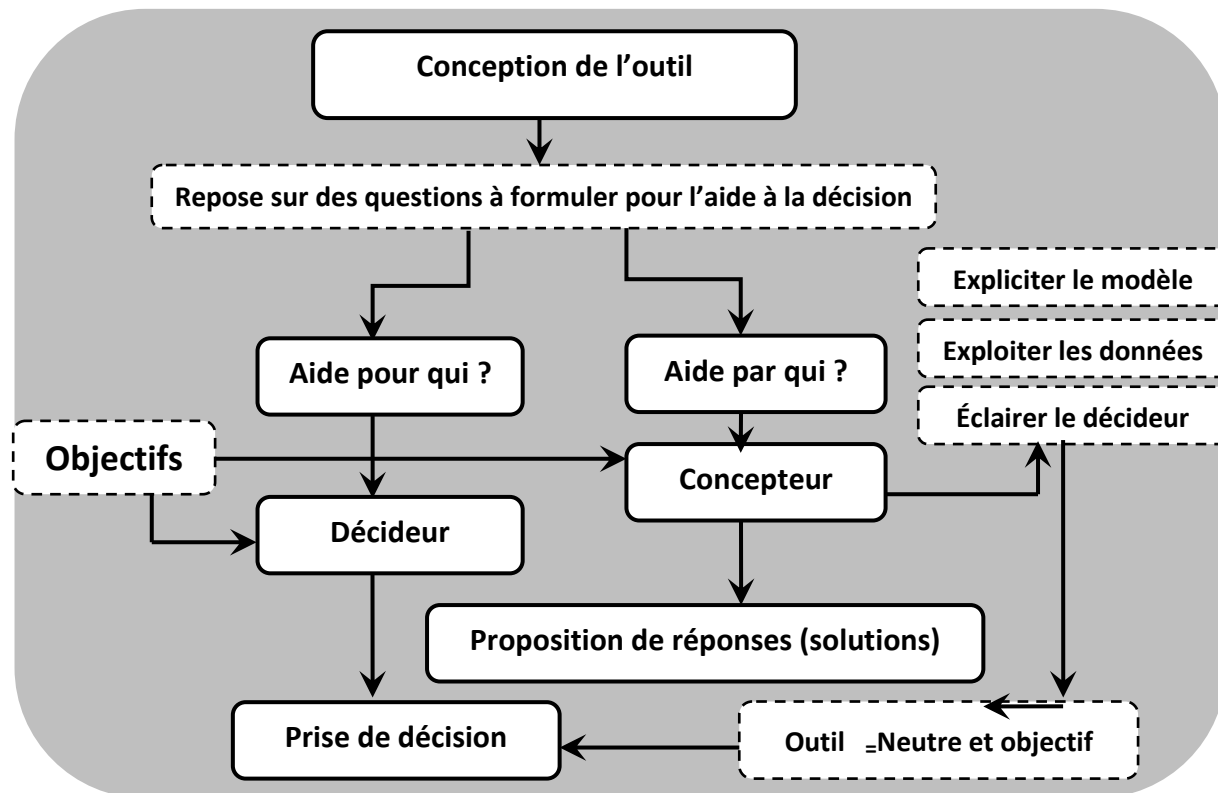 Conception de l’outil
Repose sur des questions à formuler pour l’aide à la décision
Expliciter le modèle
Exploiter les données
Éclairer le décideur
Aide pour qui ?
Aide par qui ?
Objectifs
Concepteur
Décideur
Proposition de réponses (solutions)
Prise de décision
Outil =Neutre et objectif